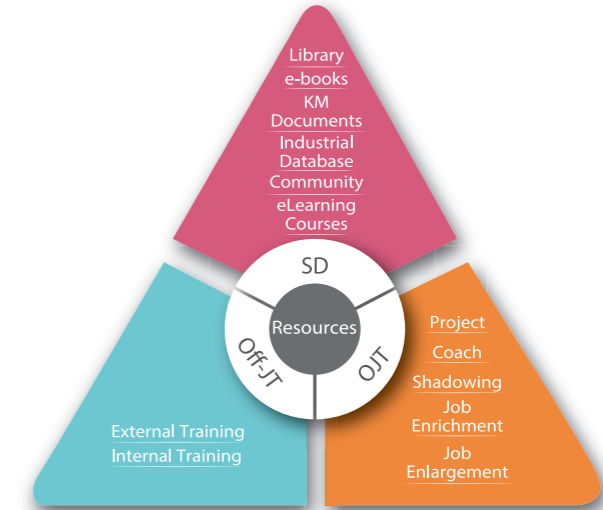 Library
e-books
KM
Documents
Industrial
Database
Community
eLearning
Courses
SD
Resources
Off-JT
OJT
External Training
Internal Training
Project
Coach
Shadowing
Job
Enrichment
Job
Enlargement